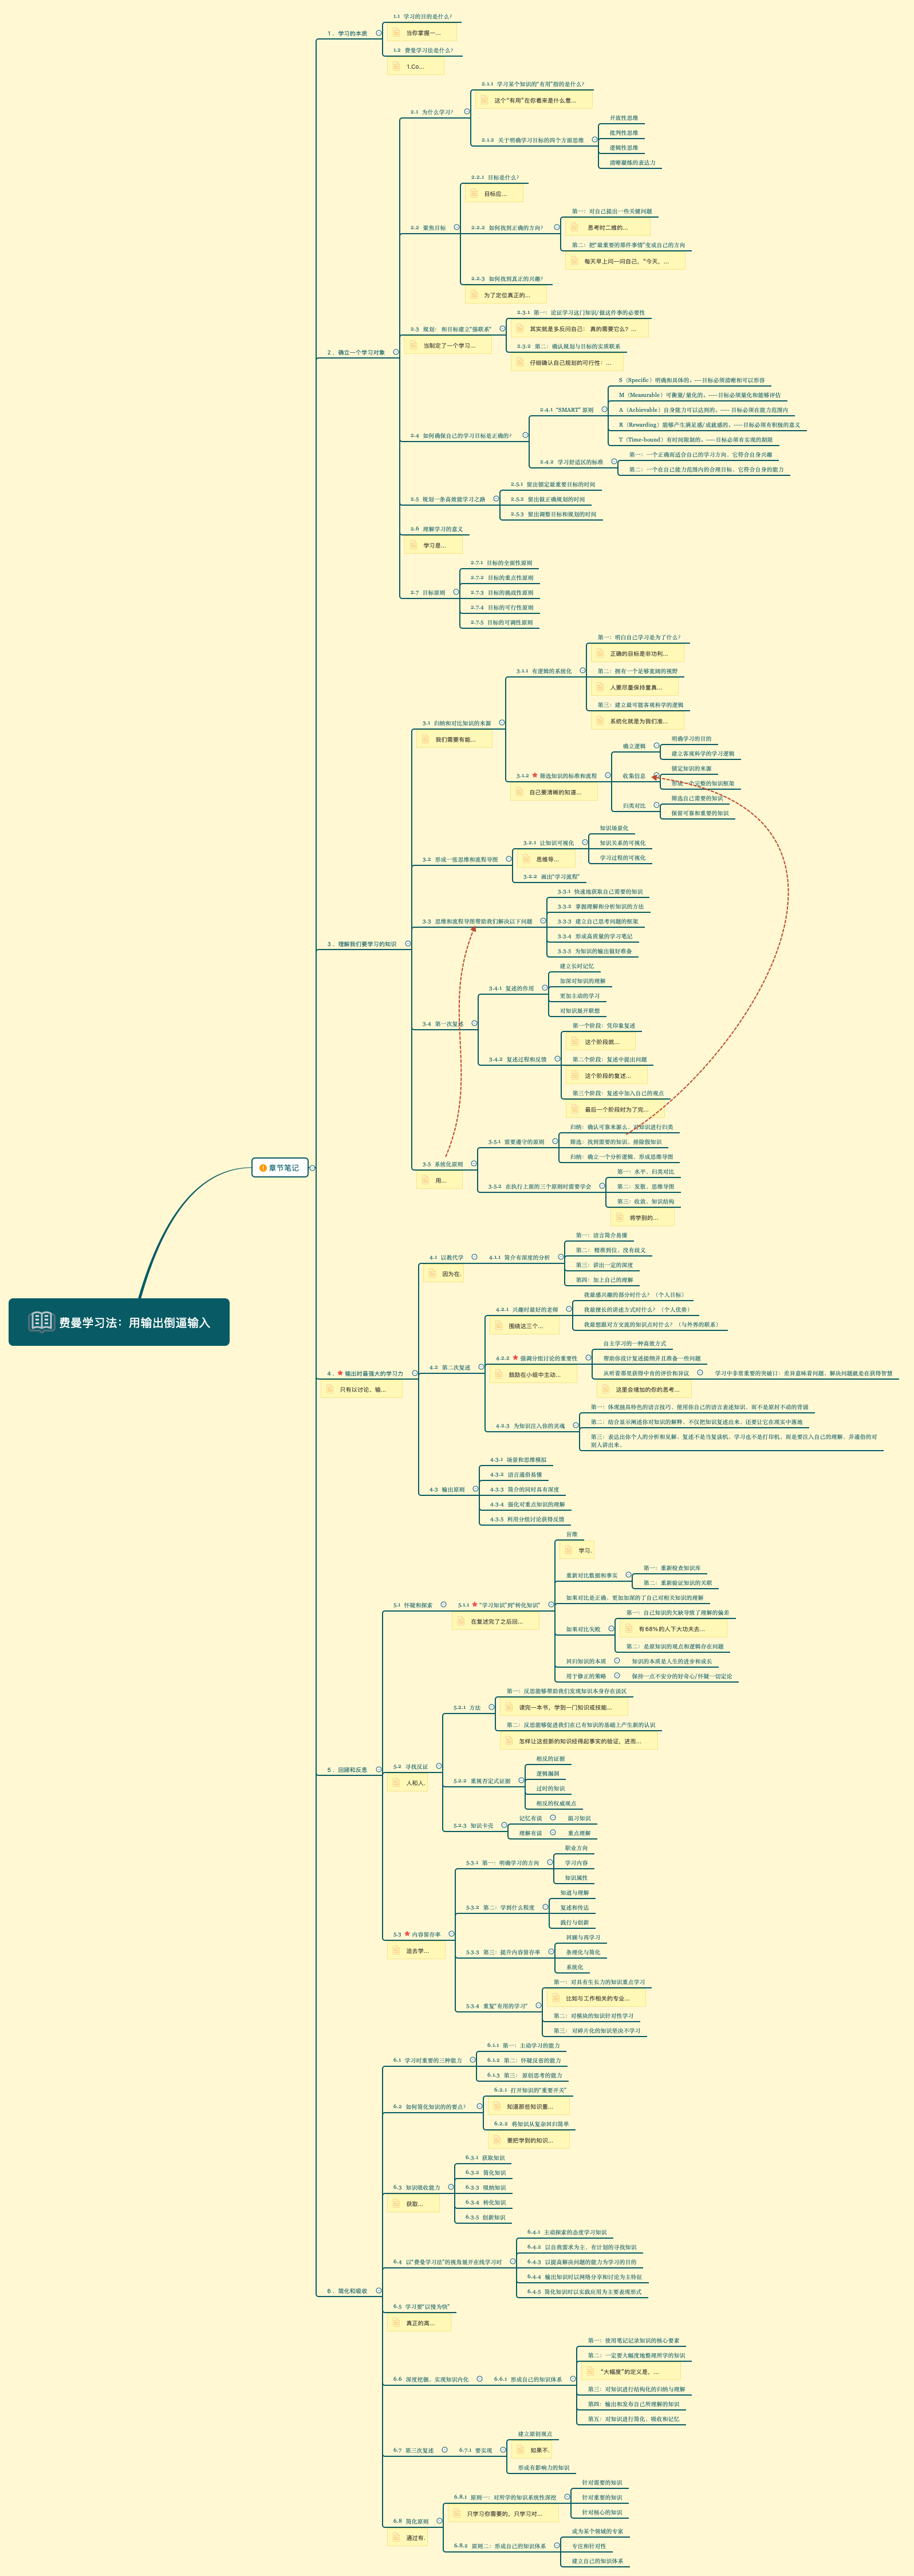 费曼学习法：用输出倒逼输入
章节笔记
1 . 学习的本质
1.1 学习的目的是什么?
当你掌握一...
1.2 费曼学习法是什么?
1.Co...
2 . 确立一个学习对象
2.1 为什么学习?
2.1.1 学习某个知识的“有用”指的是什么?
这个“有用”在你看来是什么意...
2.1.2 关于明确学习目标的四个方面思维
开放性思维
批判性思维
逻辑性思维
清晰凝练的表达力
2.2 聚焦目标
2.2.1 目标是什么?
目标应...
2.2.2 如何找到正确的方向?
第一：对自己提出一些关键问题
思考时二维的...
第二：把“最重要的那件事情”变成自己的方向
每天早上问一问自己，“今天，...
2.2.3 如何找到真正的兴趣?
为了定位真正的...
2.3 规划： 和目标建立“强联系”
当制定了一个学习...
2.3.1 第一：论证学习这门知识/做这件事的必要性
其实就是多反问自己： 真的需要它么？...
2.3.2 第二：确认规划与目标的实质联系
仔细确认自己规划的可行性：...
2.4 如何确保自己的学习目标是正确的?
2.4.1 “SMART” 原则
S（Specific）明确和具体的，---目标必须清晰和可以形容
M（Measurable）可衡量/量化的，----目标必须量化和能够评估
A（Achievable）自身能力可以达到的，----目标必须在能力范围内
R（Rewarding）能够产生满足感/成就感的，----目标必须有积极的意义
T（Time-bound）有时间限制的，----目标必须有实现的期限
2.4.2 学习舒适区的标准
第一：一个正确而适合自己的学习方向，它符合自身兴趣
第二：一个在自己能力范围内的合理目标，它符合自身的能力
2.5 规划一条高效能学习之路
2.5.1 留出锁定最重要目标的时间
2.5.2 留出做正确规划的时间
2.5.3 留出调整目标和规划的时间
2.6 理解学习的意义
学习是...
2.7 目标原则
2.7.1 目标的全面性原则
2.7.2 目标的重点性原则
2.7.3 目标的挑战性原则
2.7.4 目标的可行性原则
2.7.5 目标的可调性原则
3 . 理解我们要学习的知识
3.1 归纳和对比知识的来源
我们需要有能...
3.1.1 有逻辑的系统化
第一：明白自己学习是为了什么?
正确的目标是非功利...
第二：拥有一个足够宽阔的视野
人要尽量保持童真...
第三：建立最可能客观科学的逻辑
系统化就是为我们准...
3.1.2 筛选知识的标准和流程
自己要清晰的知道...
确立逻辑
明确学习的目的
建立客观科学的学习逻辑
收集信息
锁定知识的来源
形成一个完整的知识框架
归类对比
筛选自己需要的知识
保留可靠和重要的知识
3.2 形成一张思维和流程导图
3.2.1 让知识可视化
思维导...
知识场景化
知识关系的可视化
学习过程的可视化
3.2.2 画出“学习流程”
3.3 思维和流程导图帮助我们解决以下问题
3.3.1 快速地获取自己需要的知识
3.3.2 掌握理解和分析知识的方法
3.3.3 建立自己思考问题的框架
3.3.4 形成高质量的学习笔记
3.3.5 为知识的输出做好准备
3.4 第一次复述
3.4.1 复述的作用
建立长时记忆
加深对知识的理解
更加主动的学习
对知识展开联想
3.4.2 复述过程和反馈
第一个阶段：凭印象复述
这个阶段就...
第二个阶段：复述中提出问题
这个阶段的复述...
第三个阶段：复述中加入自己的观点
最后一个阶段时为了完...
3.5 系统化原则
用...
3.5.1 需要遵守的原则
归纳：确认可靠来源么，对知识进行归类
筛选：找到需要的知识，排除假知识
归纳：确立一个分析逻辑，形成思维导图
3.5.2 在执行上面的三个原则时需要学会
第一：水平，归类对比
第二：发散，思维导图
第三：收敛，知识结构
将学到的...
4 . 输出时最强大的学习力
只有以讨论、输...
4.1 以教代学
因为在.
4.1.1 简介有深度的分析
第一：语言简介易懂
第二：精准到位，没有歧义
第三：讲出一定的深度
第四：加上自己的理解
4.2 第二次复述
4.2.1 兴趣时最好的老师
围绕这三个...
我最感兴趣的部分时什么? （个人目标）
我最擅长的讲述方式时什么? （个人优势）
我最想跟对方交流的知识点时什么? （与外界的联系）
4.2.2 强调分组讨论的重要性
鼓励在小组中主动...
自主学习的一种高效方式
帮助你设计复述提纲并且准备一些问题
从听着那里获得中肯的评价和异议
学习中非常重要的突破口：差异意味着问题，解决问题就是在获得智慧
这里会增加的你的思考...
4.2.3 为知识注入你的灵魂
第一：体现独具特色的语言技巧，使用你自己的语言表述知识，而不是原封不动的背诵
第二：结合显示阐述你对知识的解释，不仅把知识复述出来，还要让它在现实中落地
第三：表达出你个人的分析和见解，复述不是当复读机，学习也不是打印机，而是要注入自己的理解，并通俗的对
别人讲出来。
4.3 输出原则
4.3.1 场景和思维模拟
4.3.2 语言通俗易懂
4.3.3 简介的同时具有深度
4.3.4 强化对重点知识的理解
4.3.5 利用分组讨论获得反馈
5 . 回顾和反思
5.1 怀疑和探索
5.1.1 “学习知识”到“转化知识”
在复述完了之后回...
盲维
学习.
重新对比数据和事实
第一：重新检查知识库
第二：重新验证知识的关联
如果对比是正确，更加加深的了自己对相关知识的理解
如果对比失败
第一：自己知识的欠缺导致了理解的偏差
有68%的人下大功夫去...
第二：是原知识的观点和逻辑存在问题
回归知识的本质
知识的本质是人生的进步和成长
用于修正的策略
保持一点不安分的好奇心/怀疑一切定论
5.2 寻找反证
人和人.
5.2.1 方法
第一：反思能够帮助我们发现知识本身存在误区
读完一本书，学到一门知识或技能...
第二：反思能够促进我们在已有知识的基础上产生新的认识
怎样让这些新的知识经得起事实的验证，进而...
5.2.2 重视否定式证据
相反的证据
逻辑漏洞
过时的知识
相反的权威观点
5.2.3 知识卡壳
记忆有误
温习知识
理解有误
重点理解
5.3 内容留存率
追去学...
5.3.1 第一：明确学习的方向
职业方向
学习内容
知识属性
5.3.2 第二：学到什么程度
知道与理解
复述和传达
践行与创新
5.3.3 第三：提升内容留存率
回顾与再学习
条理化与简化
系统化
5.3.4 重复“有用的学习”
第一：对具有生长力的知识重点学习
比如与工作相关的专业...
第二：对模块的知识针对性学习
第三：对碎片化的知识坚决不学习
6 . 简化和吸收
6.1 学习时重要的三种能力
6.1.1 第一：主动学习的能力
6.1.2 第二：怀疑反省的能力
6.1.3 第三：原创思考的能力
6.2 如何简化知识的的要点?
6.2.1 打开知识的“重要开关”
知道那些知识重...
6.2.2 将知识从复杂回归简单
要把学到的知识...
6.3 知识吸收能力
获取...
6.3.1 获取知识
6.3.2 简化知识
6.3.3 吸纳知识
6.3.4 转化知识
6.3.5 创新知识
6.4 以“费曼学习法”的视角展开在线学习时
6.4.1 主动探索的态度学习知识
6.4.2 以自我需求为主，有计划的寻找知识
6.4.3 以提高解决问题的能力为学习的目的
6.4.4 输出知识时以网络分享和讨论为主特征
6.4.5 简化知识时以实践应用为主要表现形式
6.5 学习要“以慢为快”
真正的高...
6.6 深度挖掘，实现知识内化
6.6.1 形成自己的知识体系
第一：使用笔记记录知识的核心要素
第二：一定要大幅度地整理所学的知识
“大幅度”的定义是，...
第三：对知识进行结构化的归纳与理解
第四：输出和发布自己所理解的知识
第五：对知识进行简化、吸收和记忆
6.7 第三次复述
6.7.1 要实现
建立原创观点
如果不.
形成有影响力的知识
6.8 简化原则
通过有.
6.8.1 原则一：对所学的知识系统性深挖
只学习你需要的，只学习对...
针对需要的知识
针对重要的知识
针对核心的知识
6.8.2 原则二：形成自己的知识体系
成为某个领域的专家
专注和针对性
建立自己的知识体系